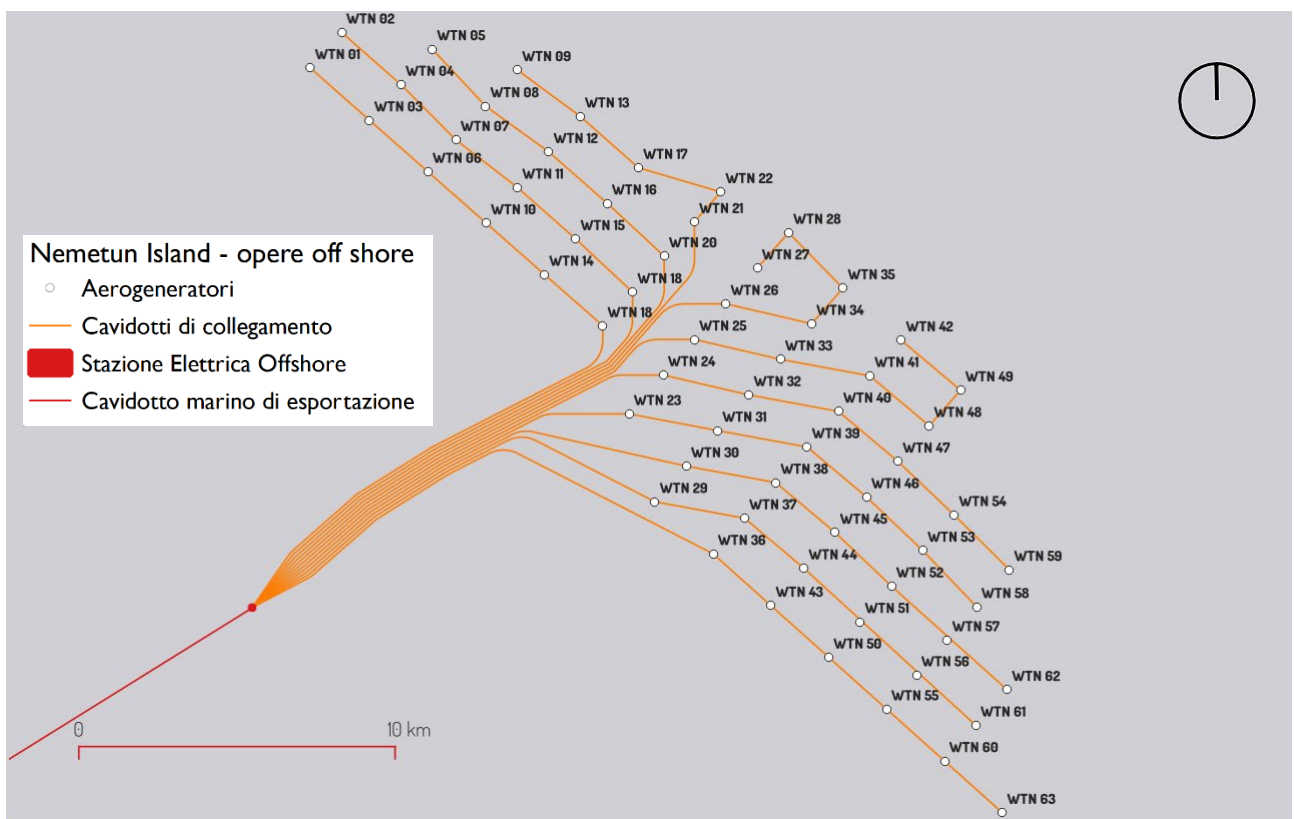 WTN 02
WTN 05
WTN 01
WTN 09
WTN 04
WTN 08
WTN 13
WTN 03
WTN 07
WTN 12
WTN 06
WTN 17
WTN 11
WTN 22
WTN 16
WTN 10
WTN 21
WTN 15
WTN 28
WTN 20
WTN 27
Nemetun Island - opere off shore
Aerogeneratori
Cavidotti di collegamento
Stazione Elettrica Offshore
Cavidotto marino di esportazione
WTN 14
WTN 18
WTN 35
WTN 26
WTN 18
WTN 34
WTN 25
WTN 42
WTN 33
WTN 24
WTN 41
WTN 49
WTN 32
WTN 23
WTN 40
WTN 48
WTN 31
WTN 39
WTN 30
WTN 47
WTN 38
WTN 29
WTN 46
WTN 37
WTN 54
WTN 45
WTN 36
WTN 53
WTN 44
WTN 59
WTN 52
WTN 43
WTN 58
WTN 51
WTN 57
WTN 50
WTN 56
WTN 62
WTN 55
WTN 61
0
10 km
WTN 60
WTN 63